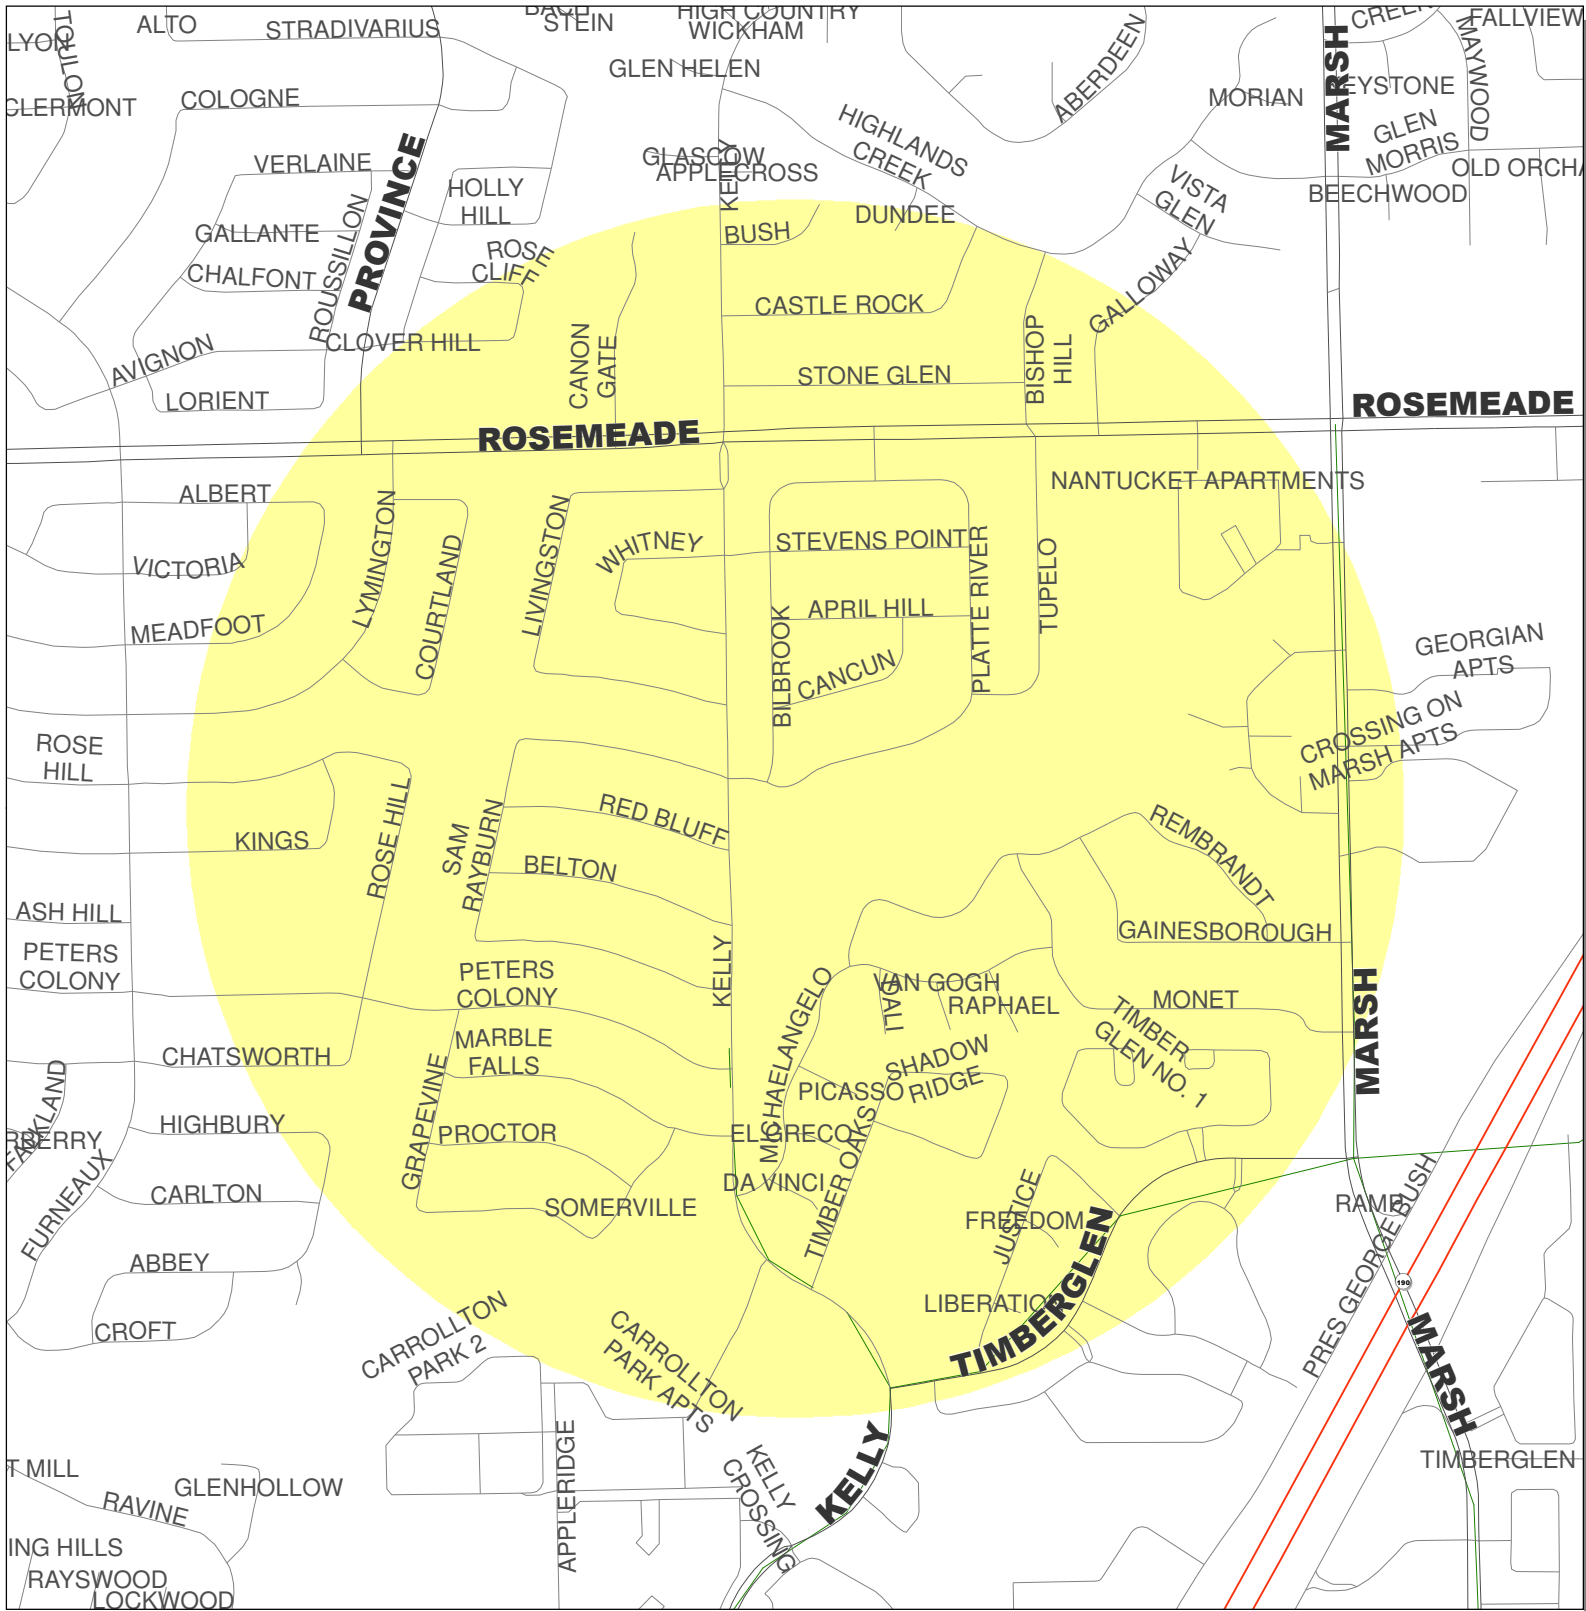 LYON
TOULON
ALTO
STRADIVARIUS
BACH
STEIN
HIGH COUNTRY
WICKHAM
GLEN HELEN
ABERDEEN
MARSH
CREEK
FALLVIEW
MAYWOOD
CLERMONT
COLOGNE
MORIAN
EYSTONE
GLEN
MORRIS
HIGHLANDS
CREEK
VERLAINE
PROVINCE
HOLLY
HILL
GLASCOW
APPLECROSS
KELLY
VISTA
GLEN
BEECHWOOD
OLD ORCHA
GALLANTE
ROUSSILLON
BUSH
DUNDEE
CHALFONT
ROSE
CLIFF
CASTLE ROCK
GALLOWAY
AVIGNON
CLOVER HILL
CANON
GATE
STONE GLEN
BISHOP
HILL
LORIENT
ROSEMEADE
ROSEMEADE
ALBERT
LYMINGTON
COURTLAND
LIVINGSTON
WHITNEY
STEVENS POINT
NANTUCKET APARTMENTS
VICTORIA
PLATTE RIVER
TUPELO
MEADFOOT
APRIL HILL
BILBROOK
CANCUN
GEORGIAN
APTS
CROSSING ON
MARSH APTS
ROSE
HILL
ROSE HILL
KINGS
SAM
RAYBURN
RED BLUFF
BELTON
REMBRANDT
ASH HILL
GAINESBOROUGH
PETERS
COLONY
PETERS
COLONY
KELLY
MICHAELANGELO
VAN GOGH
DALI
RAPHAEL
MONET
TIMBER
GLEN NO. 1
MARSH
CHATSWORTH
MARBLE
FALLS
SHADOW
RIDGE
PICASSO
GRAPEVINE
HIGHBURY
PROCTOR
EL GRECO
RBERRY
FURNEAUX
CARLTON
SOMERVILLE
DA VINCI
TIMBER OAKS
JUSTICE
FREEDOM
RAMP
PRES GEORGE BUSH
ABBEY
TIMBERGLEN
LIBERATION
190
CROFT
CARROLLTON
PARK 2
CARROLLTON
PARK APTS
MARSH
APPLERIDGE
KELLY
KELLY
CROSSING
TIMBERGLEN
T MILL
GLENHOLLOW
RAVINE
ING HILLS
RAYSWOOD
LOCKWOOD